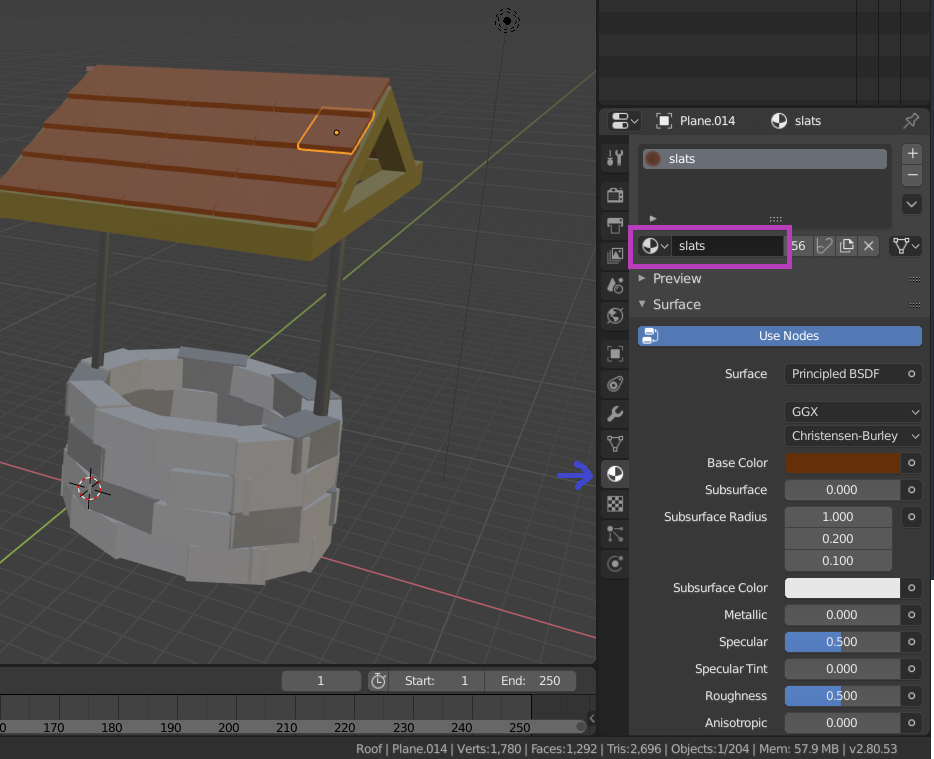 Plane.014 slats
slats
slats 56
Preview
Surface
Use Nodes
Surface Principled BSDF
GGX
Christensen-Burley
Base Color
Subsurface 0.000
Subsurface Radius 1.000
0.200
0.100
Subsurface Color
Metallic 0.000
Specular 0.500
Specular Tint 0.000
Roughness 0.500
Anisotropic 0.000
1 Start: 1 End: 250
0 170 180 190 200 210 220 230 240 250
Roof | Plane.014 | Verts:1,780 | Faces:1,292 | Tris:2,696 | Objects:1/204 | Mem: 57.9 MB | v2.80.53